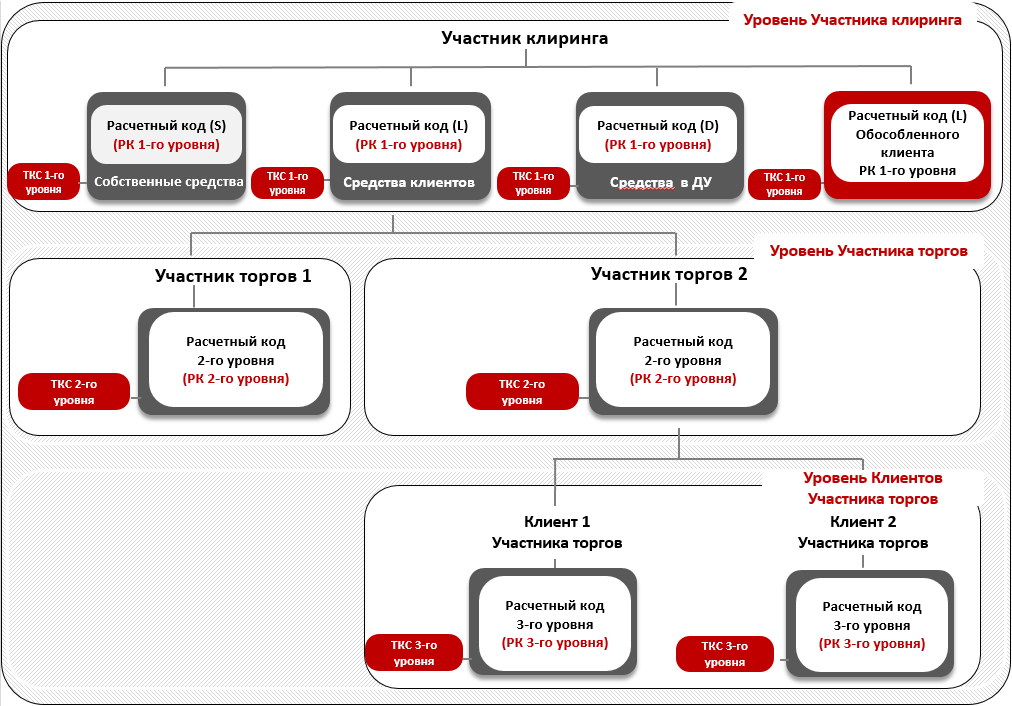 Уровень Участника клиринга
Участник клиринга
Расчетный код (S)
(РК 1-го уровня)
Собственные средства
ТКС 1-го
уровня
Расчетный код (L)
(РК 1-го уровня)
Средства клиентов
ТКС 1-го
уровня
Расчетный код (D)
(РК 1-го уровня)
Средства в ДУ
ТКС 1-го
уровня
Расчетный код (L)
Обособленного
клиента
РК 1-го уровня
ТКС 1-го
уровня
Уровень Участника торгов
Участник торгов 1
Расчетный код
2-го уровня
(РК 2-го уровня)
ТКС 2-го
уровня
Участник торгов 2
Расчетный код
2-го уровня
(РК 2-го уровня)
ТКС 2-го
уровня
Уровень Клиентов
Участника торгов
Клиент 1
Участника торгов
Расчетный код
3-го уровня
(РК 3-го уровня)
ТКС 3-го
уровня
Клиент 2
Участника торгов
Расчетный код
3-го уровня
(РК 3-го уровня)
ТКС 3-го
уровня